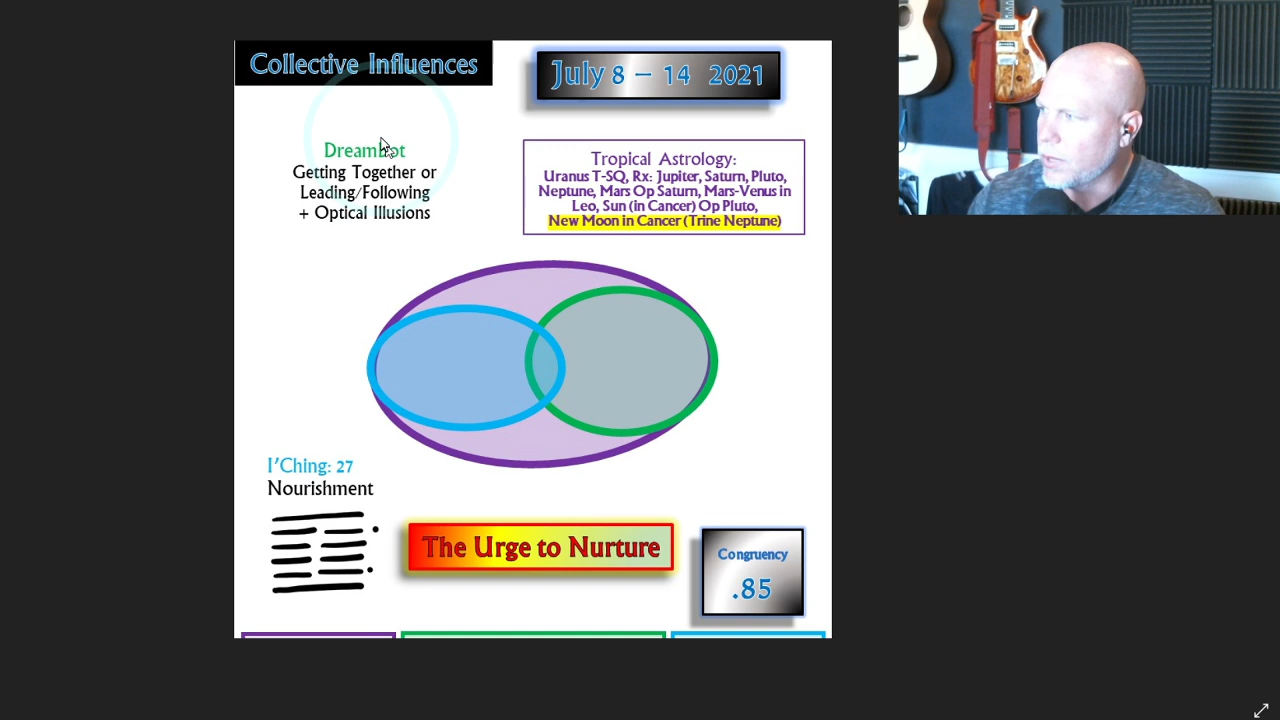 Collective Influences
July 8 – 14 2021
DreamBot
Getting Together or
Leading/Following
+ Optical Illusions
Tropical Astrology:
Uranus T-SQ, Rx: Jupiter, Saturn, Pluto,
Neptune, Mars Op Saturn, Mars-Venus in
Leo, Sun (in Cancer) Op Pluto,
New Moon in Cancer (Trine Neptune)
I'Ching: 27
Nourishment
The Urge to Nurture
Congruency
.85